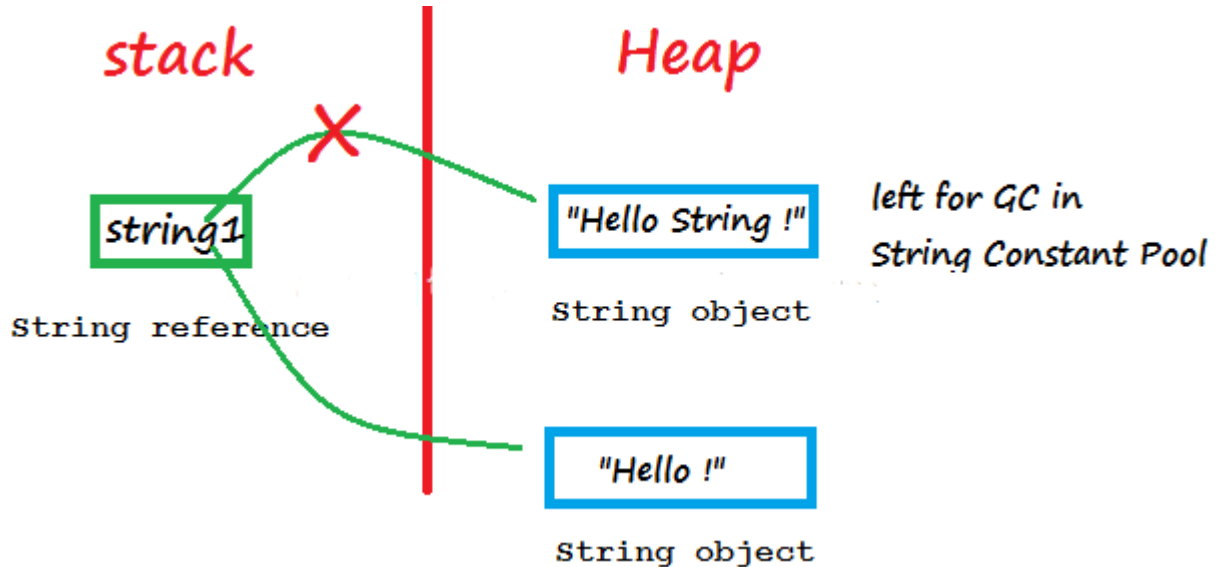 stack
Heap
string1
"Hello String !"
left for GC in
String Constant Pool
String reference
String object
"Hello !"
String object